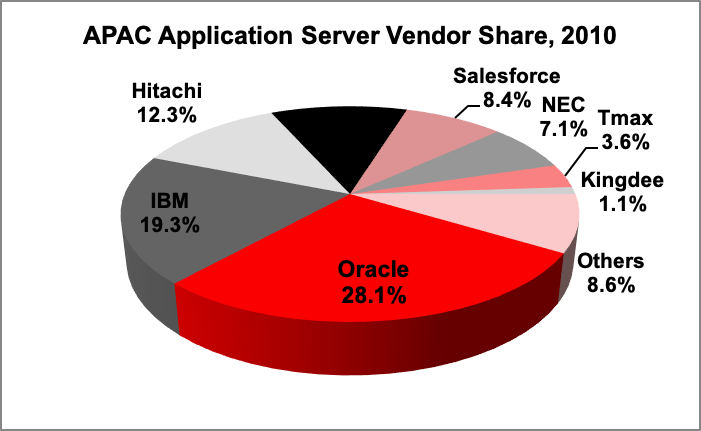 APAC Application Server Vendor Share, 2010
Salesforce
8.4%
NEC
7.1%
Tmax
3.6%
Kingdee
1.1%
Others
8.6%
Oracle
28.1%
IBM
19.3%
Hitachi
12.3%